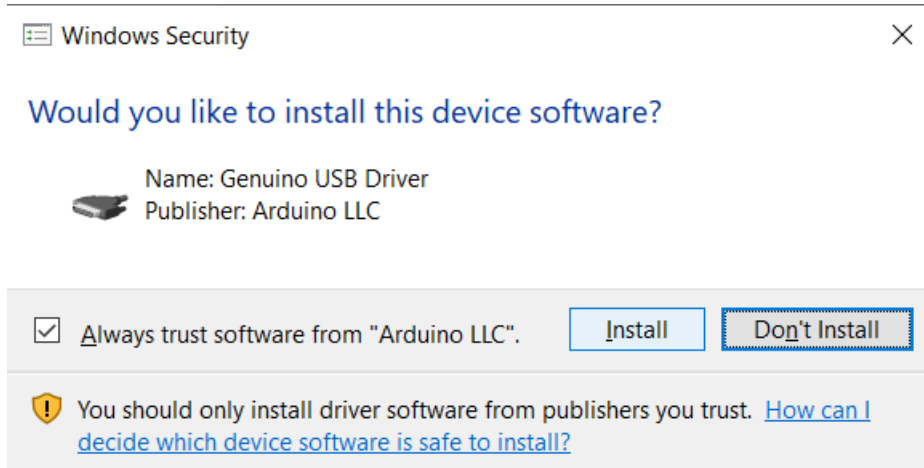 Windows Security
Would you like to install this device software?
Name: Genuino USB Driver
Publisher: Arduino LLC
Always trust software from "Arduino LLC".
Install
Don't Install
You should only install driver software from publishers you trust. How can I
decide which device software is safe to install?